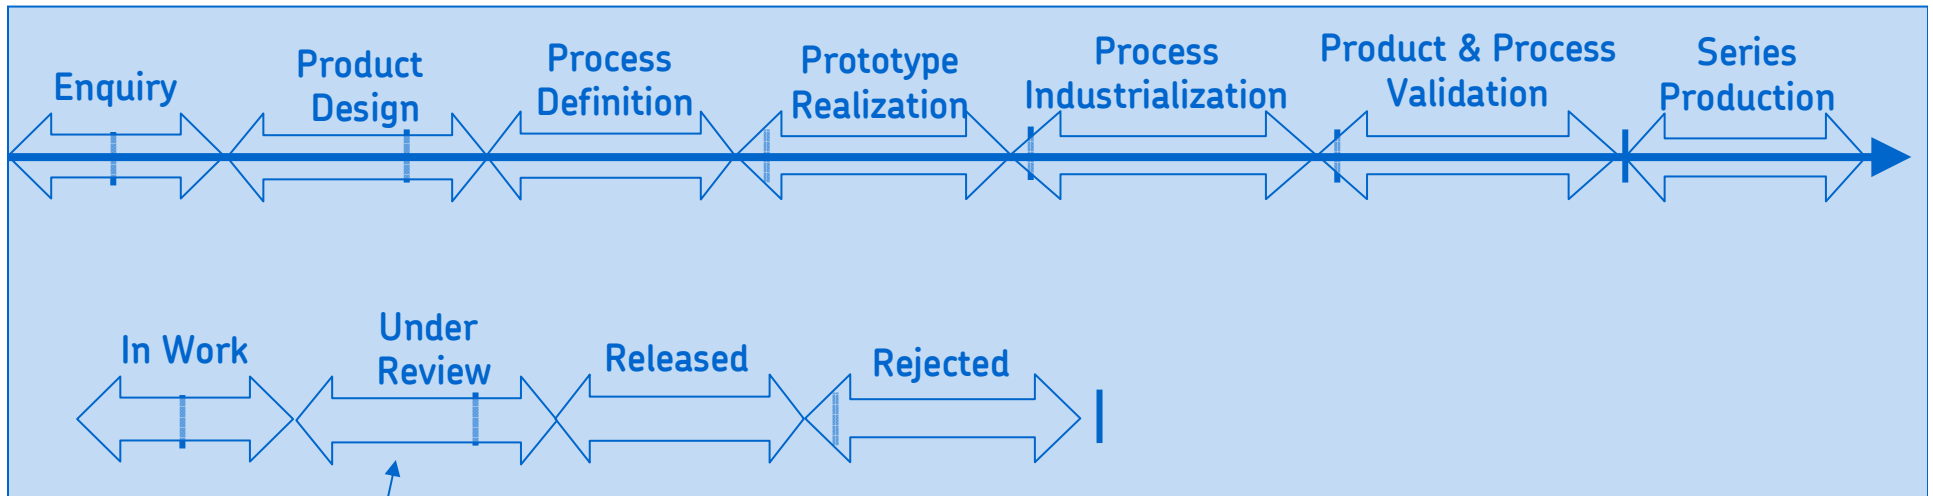 Enquiry
Product
Design
Process
Definition
Prototype
Realization
Process
Industrialization
Product & Process
Validation
Series
Production
In Work
Under
Review
Released
Rejected